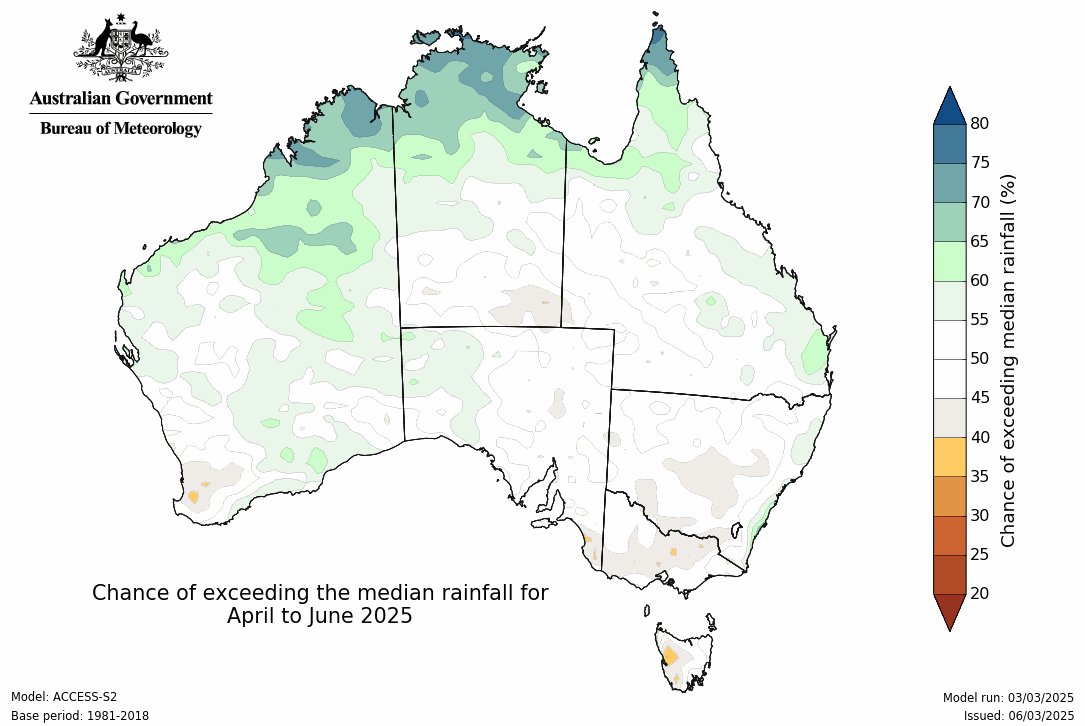 AUSTRALIA
Australian Government
Bureau of Meteorology
80
75
70
65
60
55
50
45
40
35
30
25
20
Chance of exceeding median rainfall (%)
Chance of exceeding the median rainfall for
April to June 2025
Model: ACCESS-S2
Base period: 1981-2018
Model run: 03/03/2025
Issued: 06/03/2025